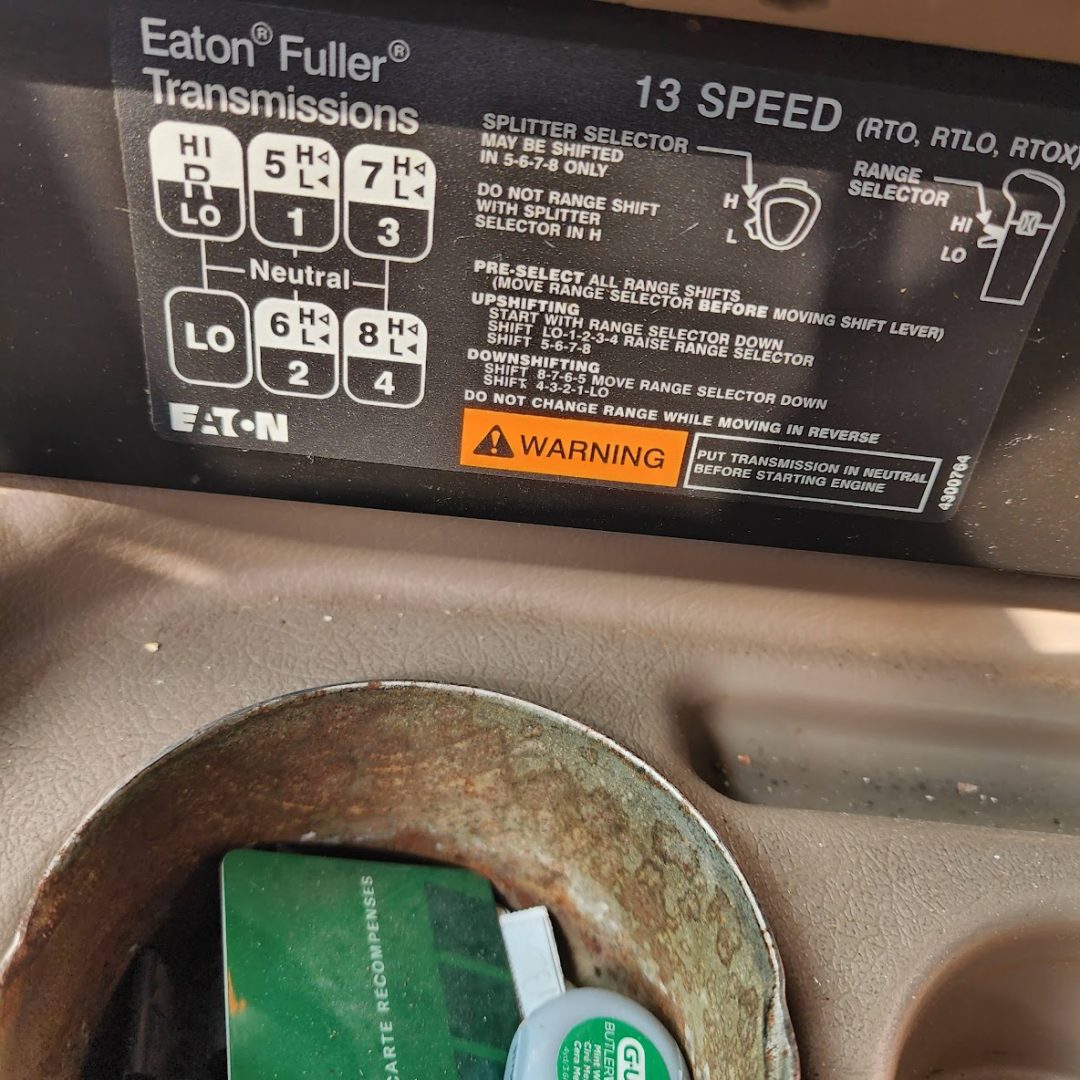 Eaton® Fuller®
Transmissions
HI
R
LO
5 H
L
1
7 H
L
3
Neutral
LO
6 H
L
2
8 H
L
4
EATON
13 SPEED (RTO, RTLO, RTOX)
SPLITTER SELECTOR
MAY BE SHIFTED
IN 5-6-7-8 ONLY
DO NOT RANGE SHIFT
WITH SPLITTER
SELECTOR IN H
H
L
RANGE
SELECTOR
HI
LO
PRE-SELECT ALL RANGE SHIFTS
(MOVE RANGE SELECTOR BEFORE MOVING SHIFT LEVER)
UPSHIFTING
START WITH RANGE SELECTOR DOWN
SHIFT LO-1-2-3-4 RAISE RANGE SELECTOR
SHIFT 5-6-7-8
DOWNSHIFTING
SHIFT 8-7-6-5 MOVE RANGE SELECTOR DOWN
SHIFT 4-3-2-1-LO
DO NOT CHANGE RANGE WHILE MOVING IN REVERSE
WARNING
PUT TRANSMISSION IN NEUTRAL
BEFORE STARTING ENGINE
4300764
CARTE RÉCOMPENSES
BUTLER
Mint